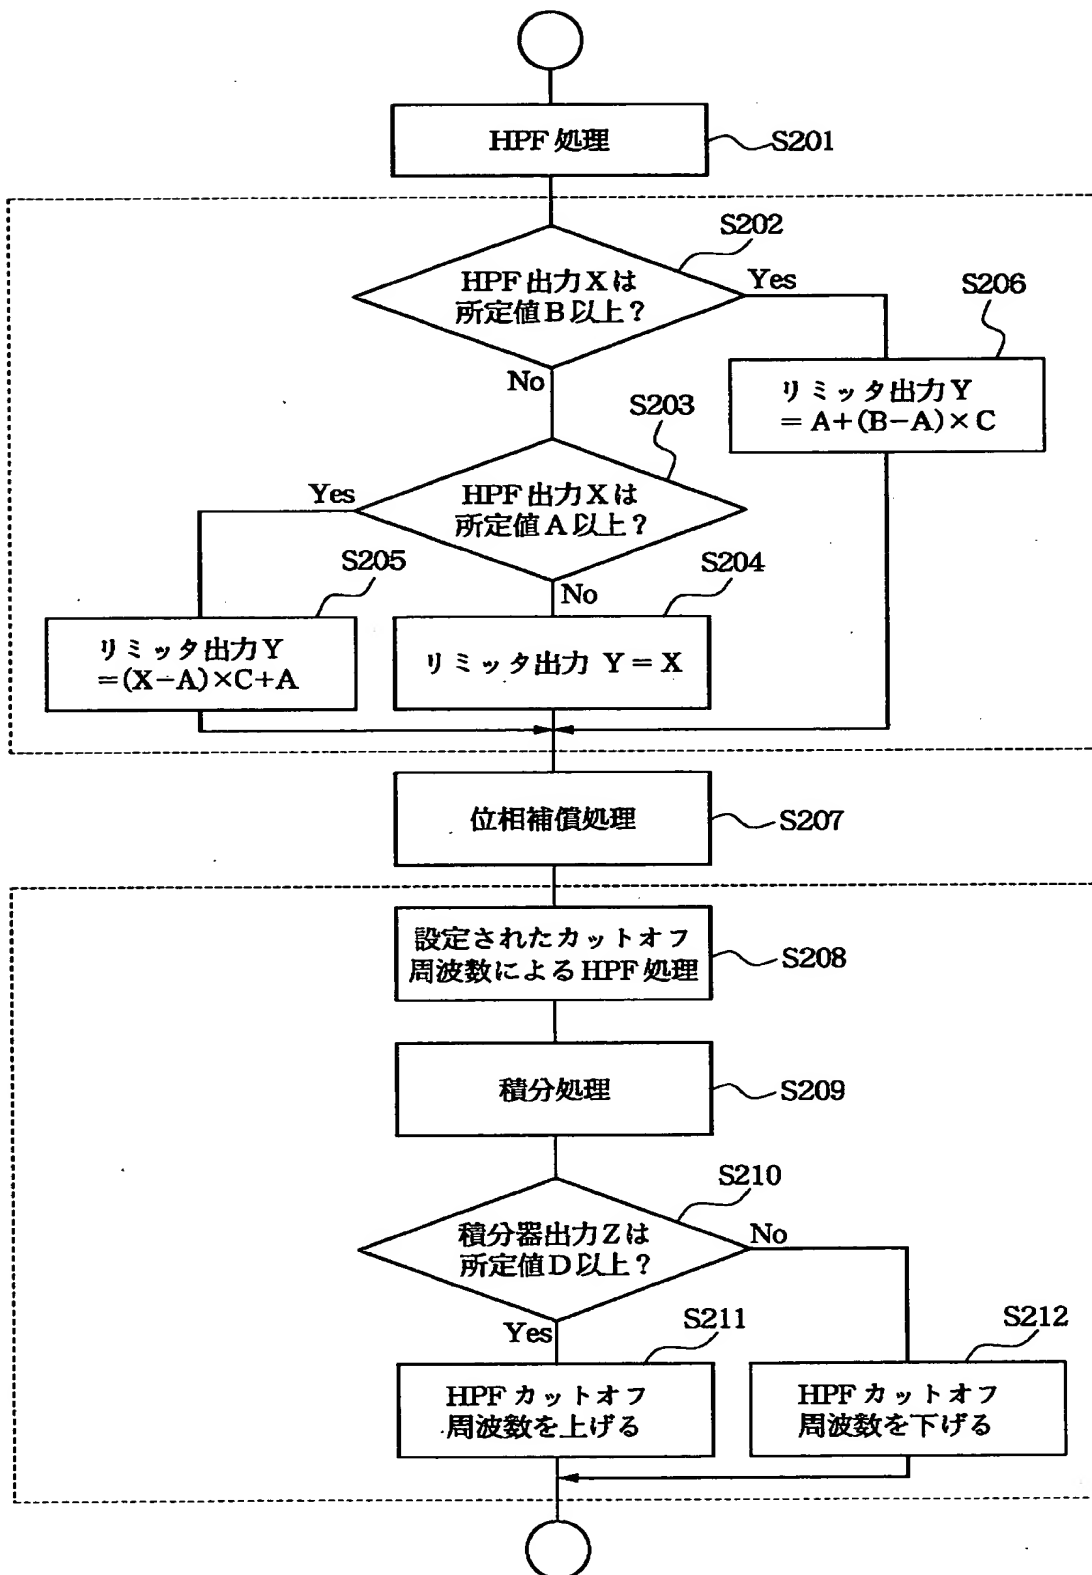 HPF 処理
S201
S202
HPF 出力 X は
所定値 B 以上？
Yes
No
S206
リミッタ出力 Y
= A+(B−A)×C
S203
HPF 出力 X は
所定値 A 以上？
Yes
No
S205
リミッタ出力 Y
=(X−A)×C+A
S204
リミッタ出力 Y = X
位相補償処理
S207
設定されたカットオフ
周波数による HPF 処理
S208
積分処理
S209
S210
積分器出力 Z は
所定値 D 以上？
No
Yes
S211
HPF カットオフ
周波数を上げる
S212
HPF カットオフ
周波数を下げる